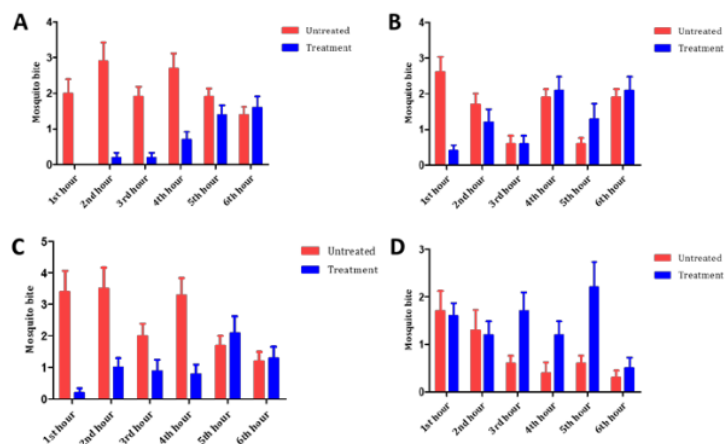 A
Untreated
Treatment
Mosquito bite
4
3
2
1
0
1st hour
2nd hour
3rd hour
4th hour
5th hour
6th hour
B
Untreated
Treatment
Mosquito bite
4
3
2
1
0
1st hour
2nd hour
3rd hour
4th hour
5th hour
6th hour
C
Untreated
Treatment
Mosquito bite
5
4
3
2
1
0
1st hour
2nd hour
3rd hour
4th hour
5th hour
6th hour
D
Untreated
Treatment
Mosquito bite
3
2
1
0
1st hour
2nd hour
3rd hour
4th hour
5th hour
6th hour